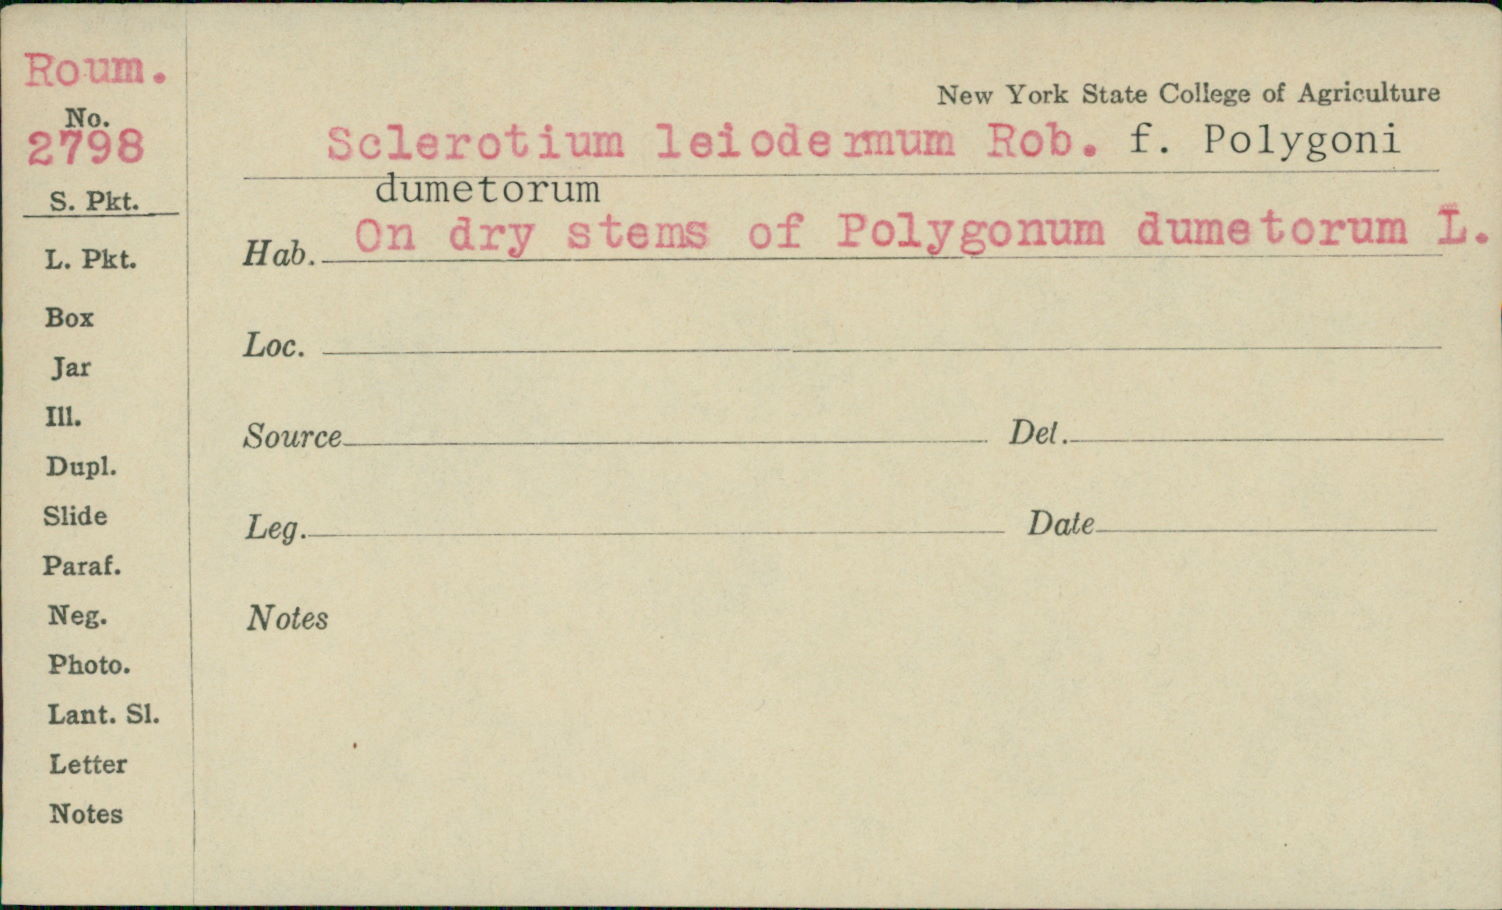 Roum.
No.
2798
S. Pkt.
L. Pkt.
Box
Jar
Ill.
Dupl.
Slide
Paraf.
Neg.
Photo.
Lant. Sl.
Letter
Notes
New York State College of Agriculture
Sclerotium leiodermum Rob. f. Polygoni
dumetorum
Hab. On dry stems of Polygonum dumetorum L.
Loc.
Source Det.
Leg. Date
Notes